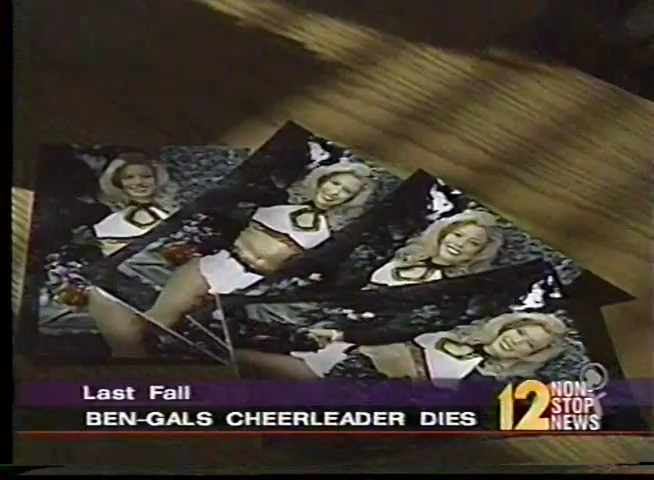 Last Fall
BEN-GALS CHEERLEADER DIES
12 NON-
STOP
NEWS